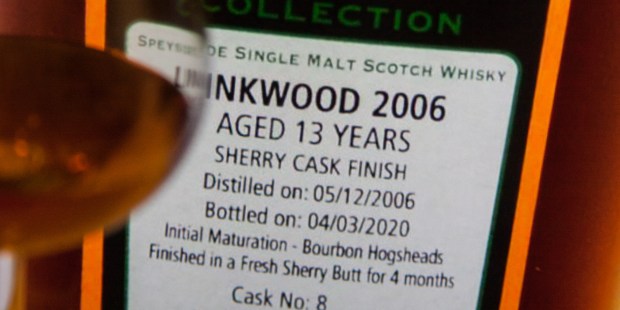 COLLECTION
SPEYSIDE SINGLE MALT SCOTCH WHISKY
LINKWOOD 2006
AGED 13 YEARS
SHERRY CASK FINISH
Distilled on: 05/12/2006
Bottled on: 04/03/2020
Initial Maturation - Bourbon Hogsheads
Finished in a Fresh Sherry Butt for 4 months
Cask No: 8